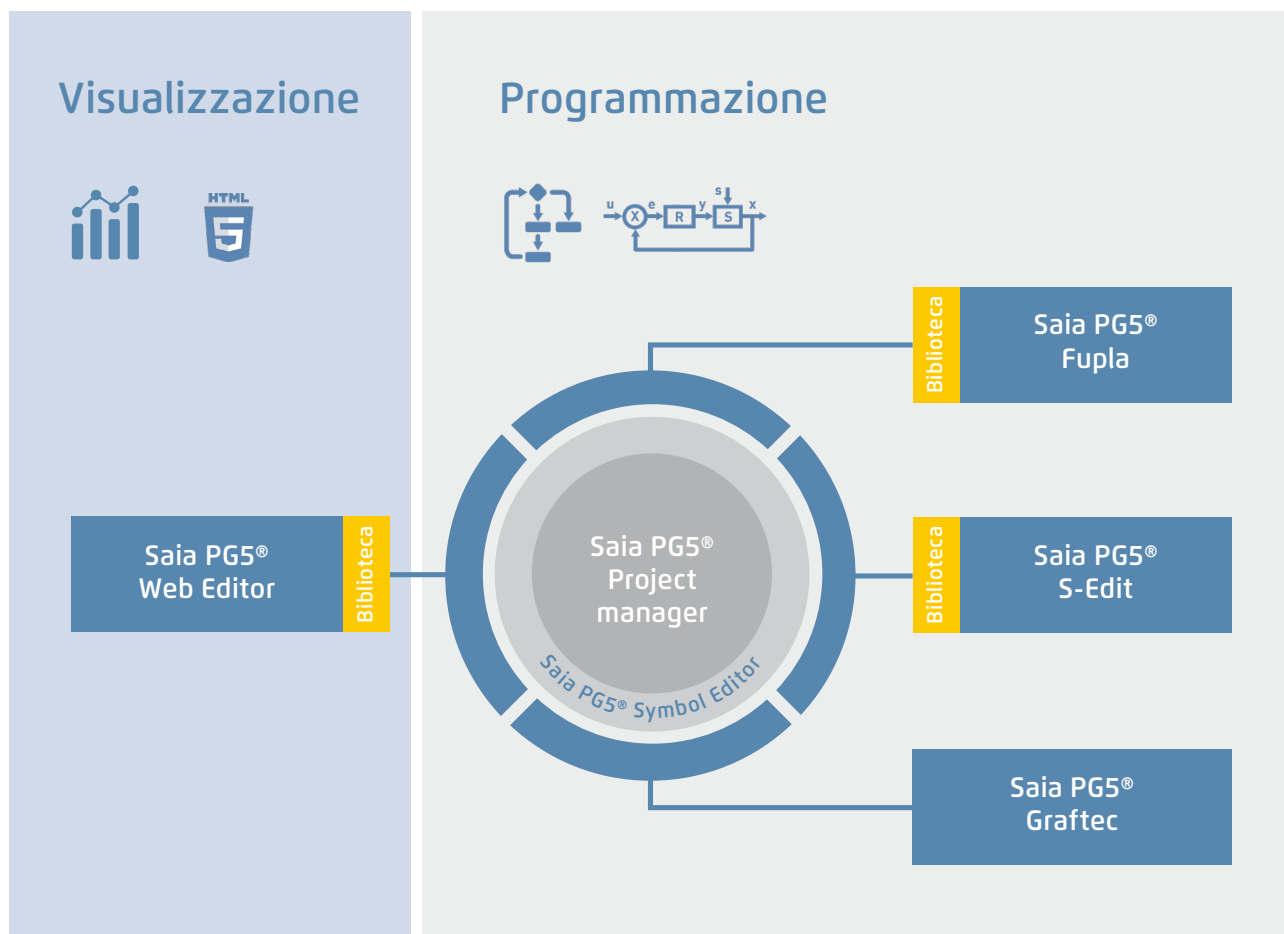 Visualizzazione
Programmazione
HTML
5
u
e
y
s
x
X
R
S
Biblioteca
Saia PG5®
Fupla
Saia PG5®
Web Editor
Biblioteca
Saia PG5®
Project
manager
Saia PG5® Symbol Editor
Biblioteca
Saia PG5®
S-Edit
Saia PG5®
Graftec